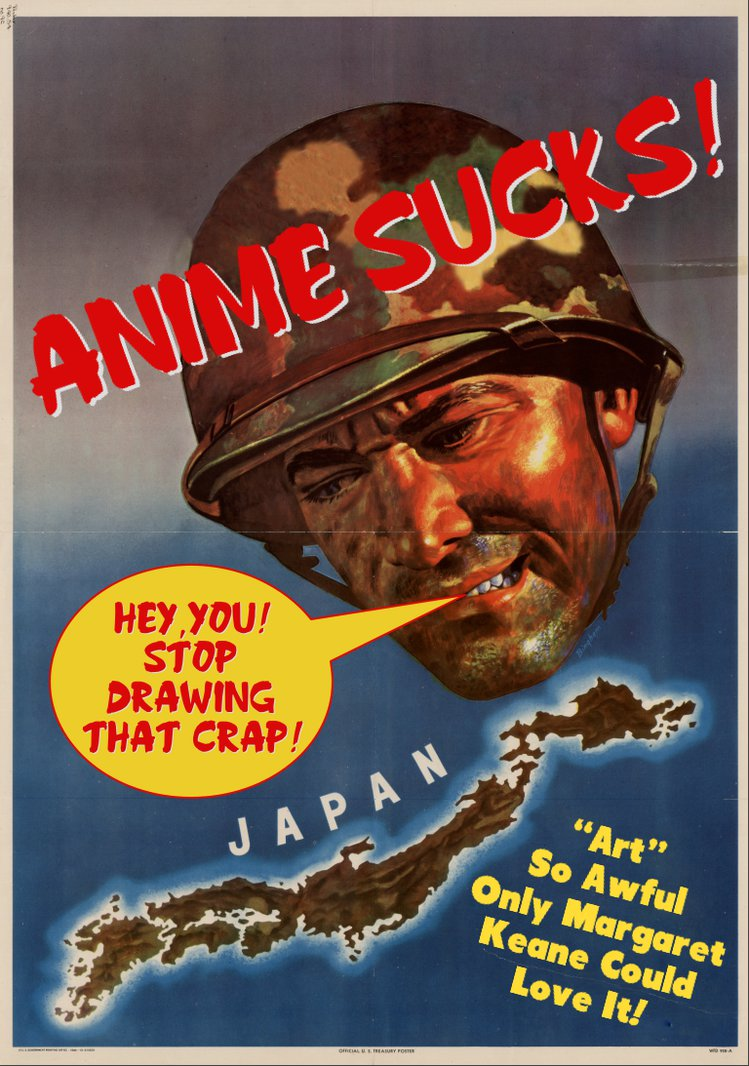 ANIME SUCKS!
HEY, YOU!
STOP
DRAWING
THAT CRAP!
JAPAN
"Art"
So Awful
Only Margaret
Keane Could
Love It!
OFFICIAL U. S. TREASURY POSTER